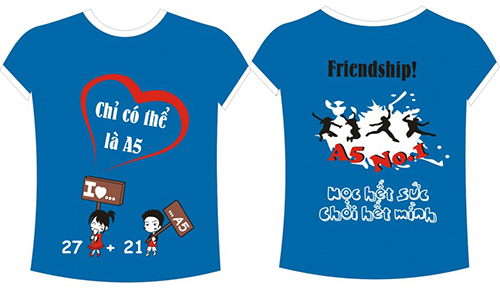 Chỉ có thể
là A5
I ♥...
... A5
27 + 21
Friendship!
A5 No.1
Học hết sức
chơi hết mình